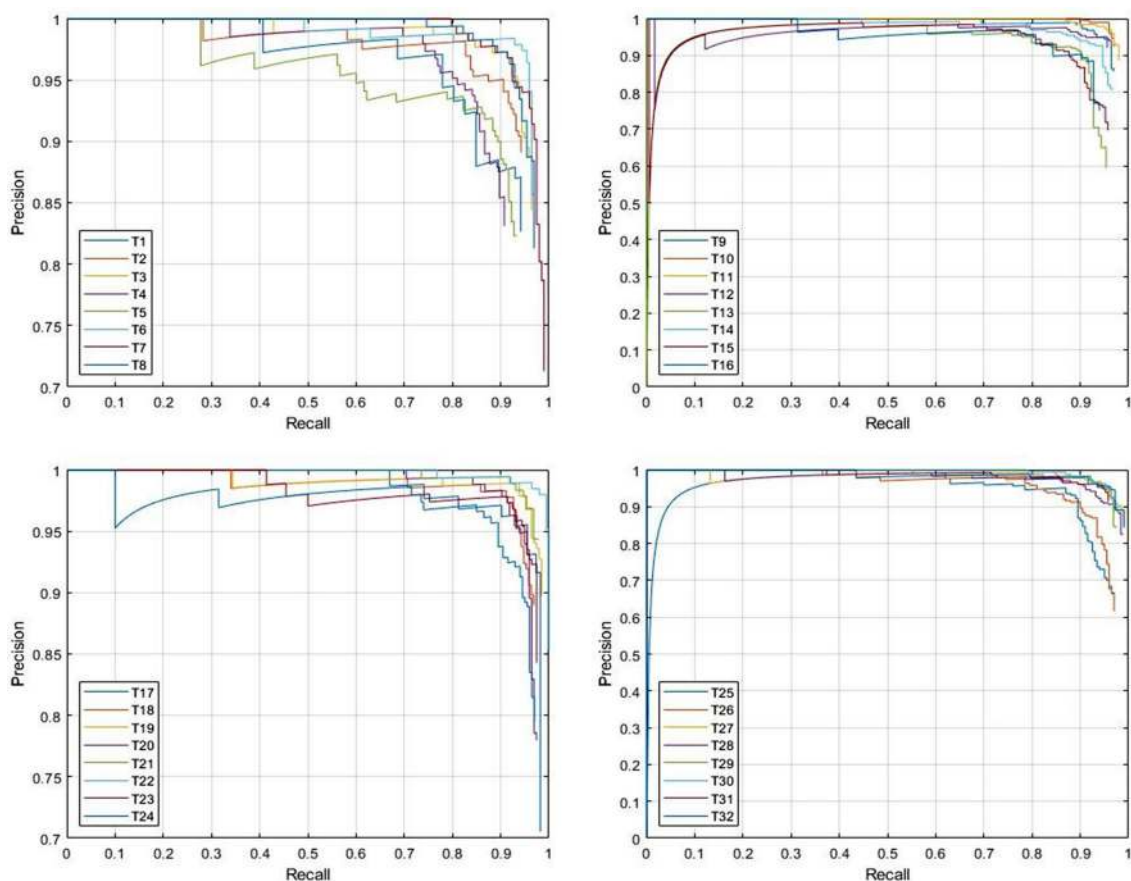 1
0.95
0.9
0.85
0.8
0.75
0.7
Precision
T1
T2
T3
T4
T5
T6
T7
T8
0 0.1 0.2 0.3 0.4 0.5 0.6 0.7 0.8 0.9 1
Recall
1
0.9
0.8
0.7
0.6
0.5
0.4
0.3
0.2
0.1
0
Precision
T9
T10
T11
T12
T13
T14
T15
T16
0 0.1 0.2 0.3 0.4 0.5 0.6 0.7 0.8 0.9 1
Recall
1
0.95
0.9
0.85
0.8
0.75
0.7
Precision
T17
T18
T19
T20
T21
T22
T23
T24
0 0.1 0.2 0.3 0.4 0.5 0.6 0.7 0.8 0.9 1
Recall
1
0.9
0.8
0.7
0.6
0.5
0.4
0.3
0.2
0.1
0
Precision
T25
T26
T27
T28
T29
T30
T31
T32
0 0.1 0.2 0.3 0.4 0.5 0.6 0.7 0.8 0.9 1
Recall